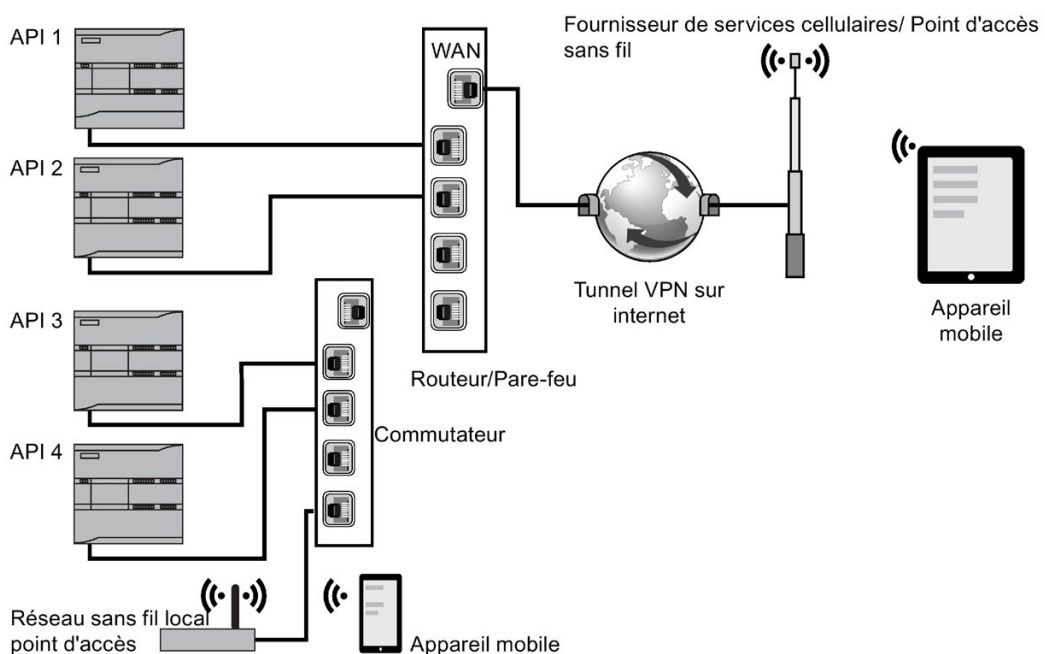 Fournisseur de services cellulaires/ Point d'accès
sans fil
API 1
WAN
API 2
Tunnel VPN sur
internet
Appareil
mobile
API 3
Routeur/Pare-feu
Commutateur
API 4
Réseau sans fil local
point d'accès
Appareil mobile